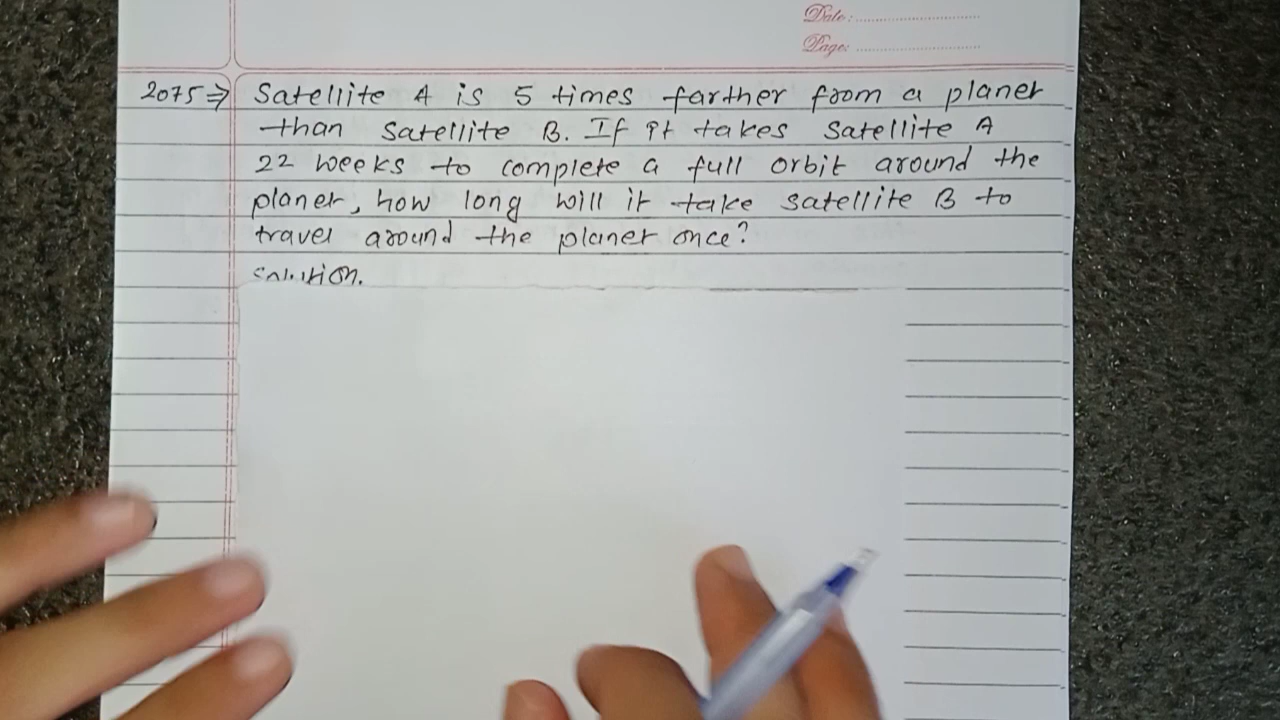 Date:
Page:
2075⇒ Satellite A is 5 times farther from a planet
than satellite B. If it takes satellite A
22 weeks to complete a full orbit around the
planet, how long will it take satellite B to
travel around the planet once?
Solution.